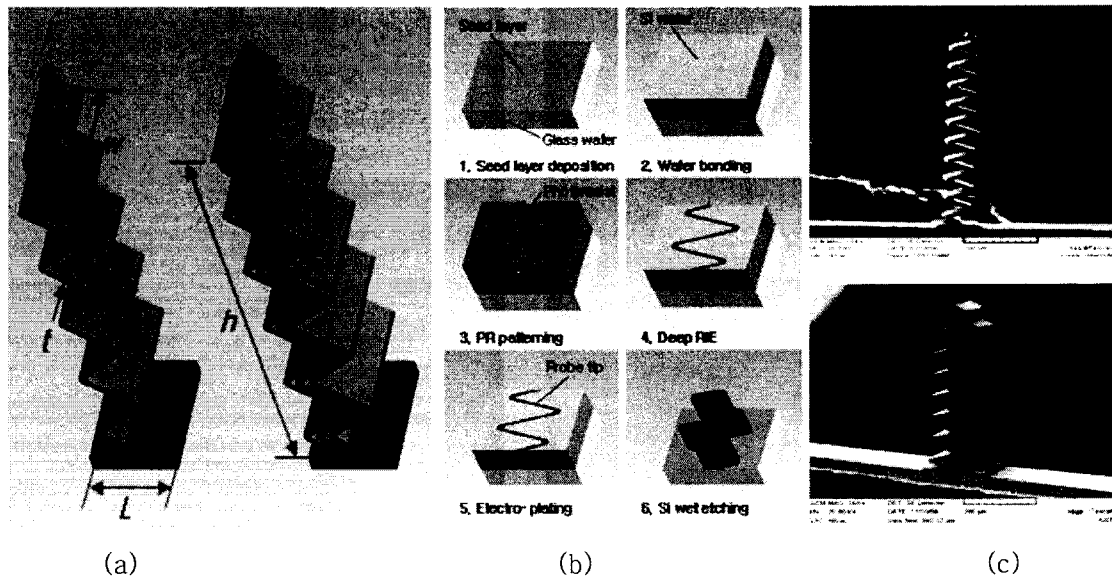 w
t
h
L
Seed layer
Glass wafer
1. Seed layer deposition
Si wafer
2. Wafer bonding
3. PR patterning
4. Deep RIE
Probe tip
5. Electro- plating
6. Si wet etching
(a)
(b)
(c)